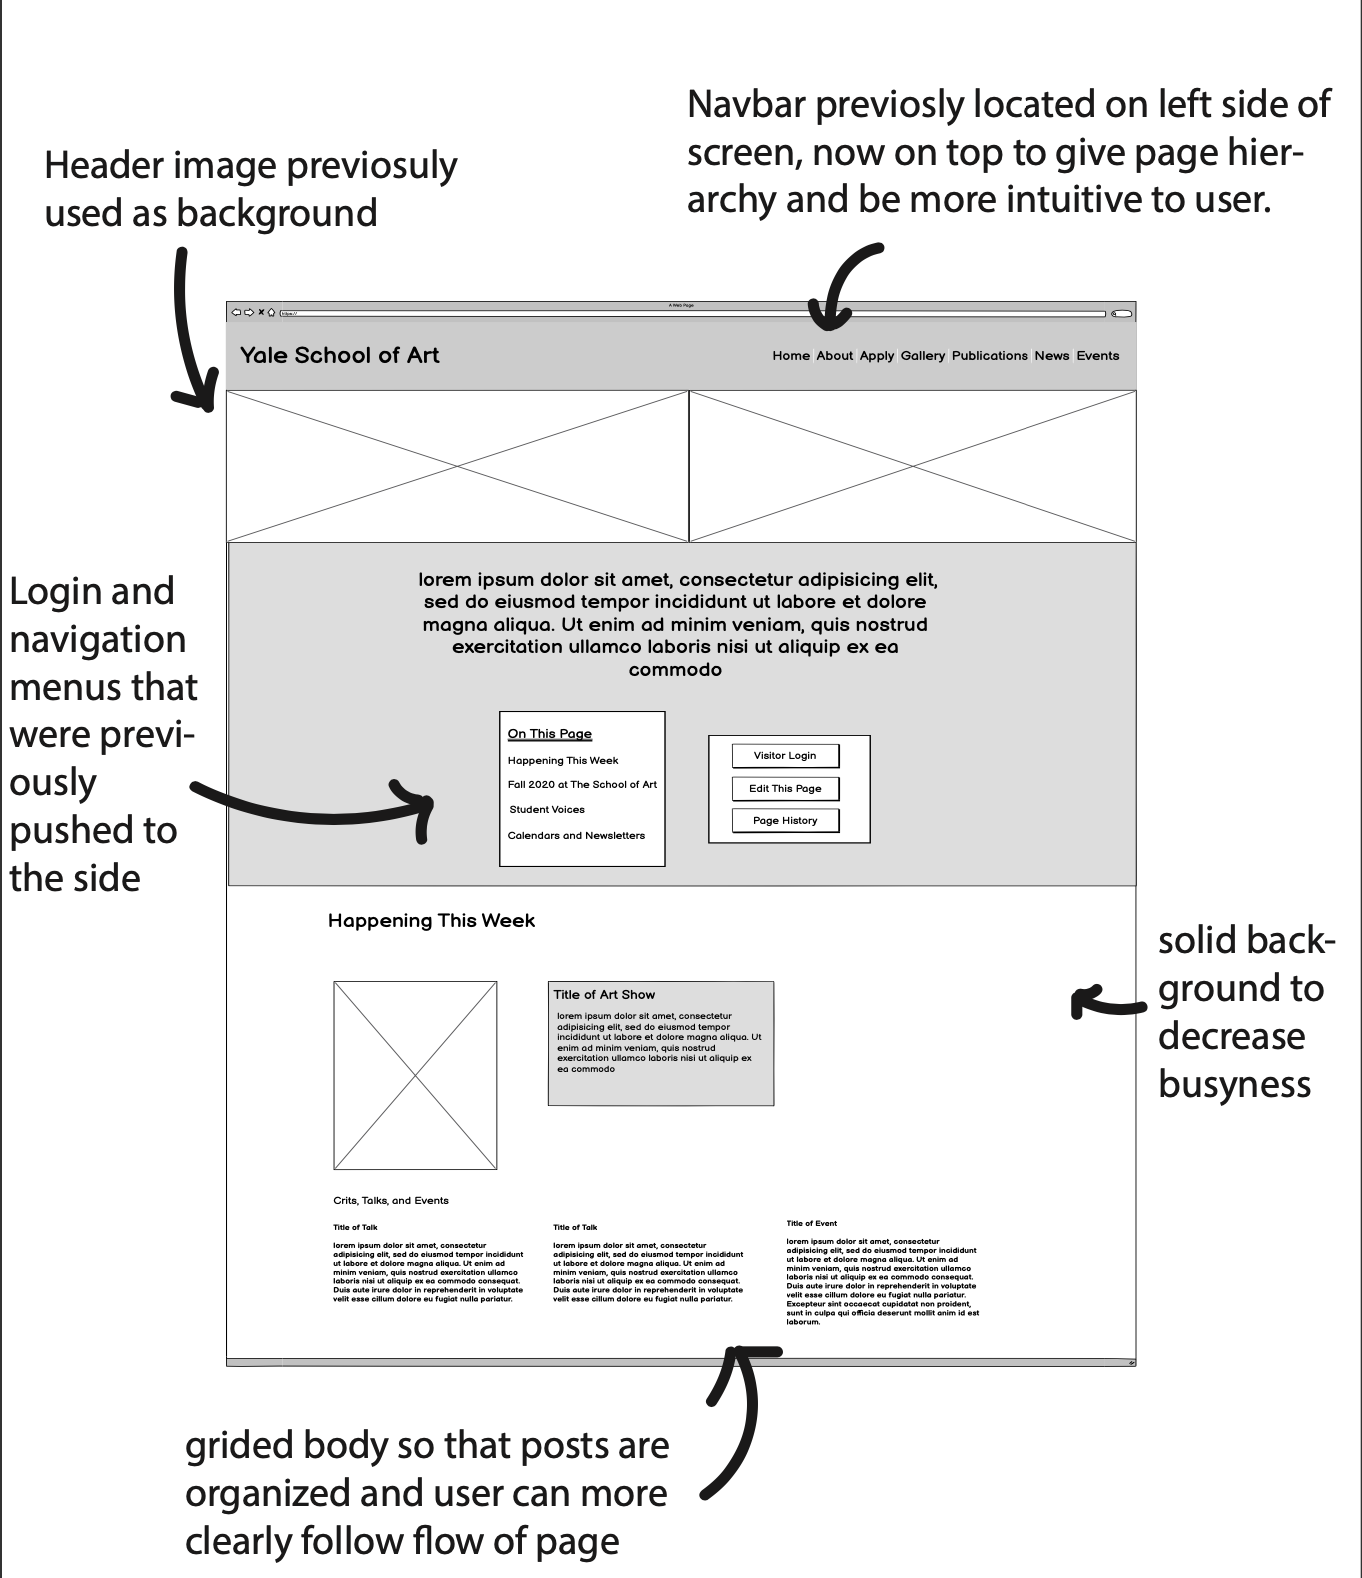 Navbar previosly located on left side of
screen, now on top to give page hier-
archy and be more intuitive to user.
Header image previosuly
used as background
A Web Page
https://
Yale School of Art
Home About Apply Gallery Publications News Events
lorem ipsum dolor sit amet, consectetur adipisicing elit,
sed do eiusmod tempor incididunt ut labore et dolore
magna aliqua. Ut enim ad minim veniam, quis nostrud
exercitation ullamco laboris nisi ut aliquip ex ea
commodo
Login and
navigation
menus that
were previ-
ously
pushed to
the side
On This Page
Happening This Week
Fall 2020 at The School of Art
Student Voices
Calendars and Newsletters
Visitor Login
Edit This Page
Page History
Happening This Week
solid back-
ground to
decrease
busyness
Title of Art Show
lorem ipsum dolor sit amet, consectetur
adipisicing elit, sed do eiusmod tempor
incididunt ut labore et dolore magna aliqua. Ut
enim ad minim veniam, quis nostrud
exercitation ullamco laboris nisi ut aliquip ex
ea commodo
Crits, Talks, and Events
Title of Talk
lorem ipsum dolor sit amet, consectetur
adipisicing elit, sed do eiusmod tempor incididunt
ut labore et dolore magna aliqua. Ut enim ad
minim veniam, quis nostrud exercitation ullamco
laboris nisi ut aliquip ex ea commodo consequat.
Duis aute irure dolor in reprehenderit in voluptate
velit esse cillum dolore eu fugiat nulla pariatur.
Title of Talk
lorem ipsum dolor sit amet, consectetur
adipisicing elit, sed do eiusmod tempor incididunt
ut labore et dolore magna aliqua. Ut enim ad
minim veniam, quis nostrud exercitation ullamco
laboris nisi ut aliquip ex ea commodo consequat.
Duis aute irure dolor in reprehenderit in voluptate
velit esse cillum dolore eu fugiat nulla pariatur.
Title of Event
lorem ipsum dolor sit amet, consectetur
adipisicing elit, sed do eiusmod tempor incididunt
ut labore et dolore magna aliqua. Ut enim ad
minim veniam, quis nostrud exercitation ullamco
laboris nisi ut aliquip ex ea commodo consequat.
Duis aute irure dolor in reprehenderit in voluptate
velit esse cillum dolore eu fugiat nulla pariatur.
Excepteur sint occaecat cupidatat non proident,
sunt in culpa qui officia deserunt mollit anim id est
laborum.
grided body so that posts are
organized and user can more
clearly follow flow of page